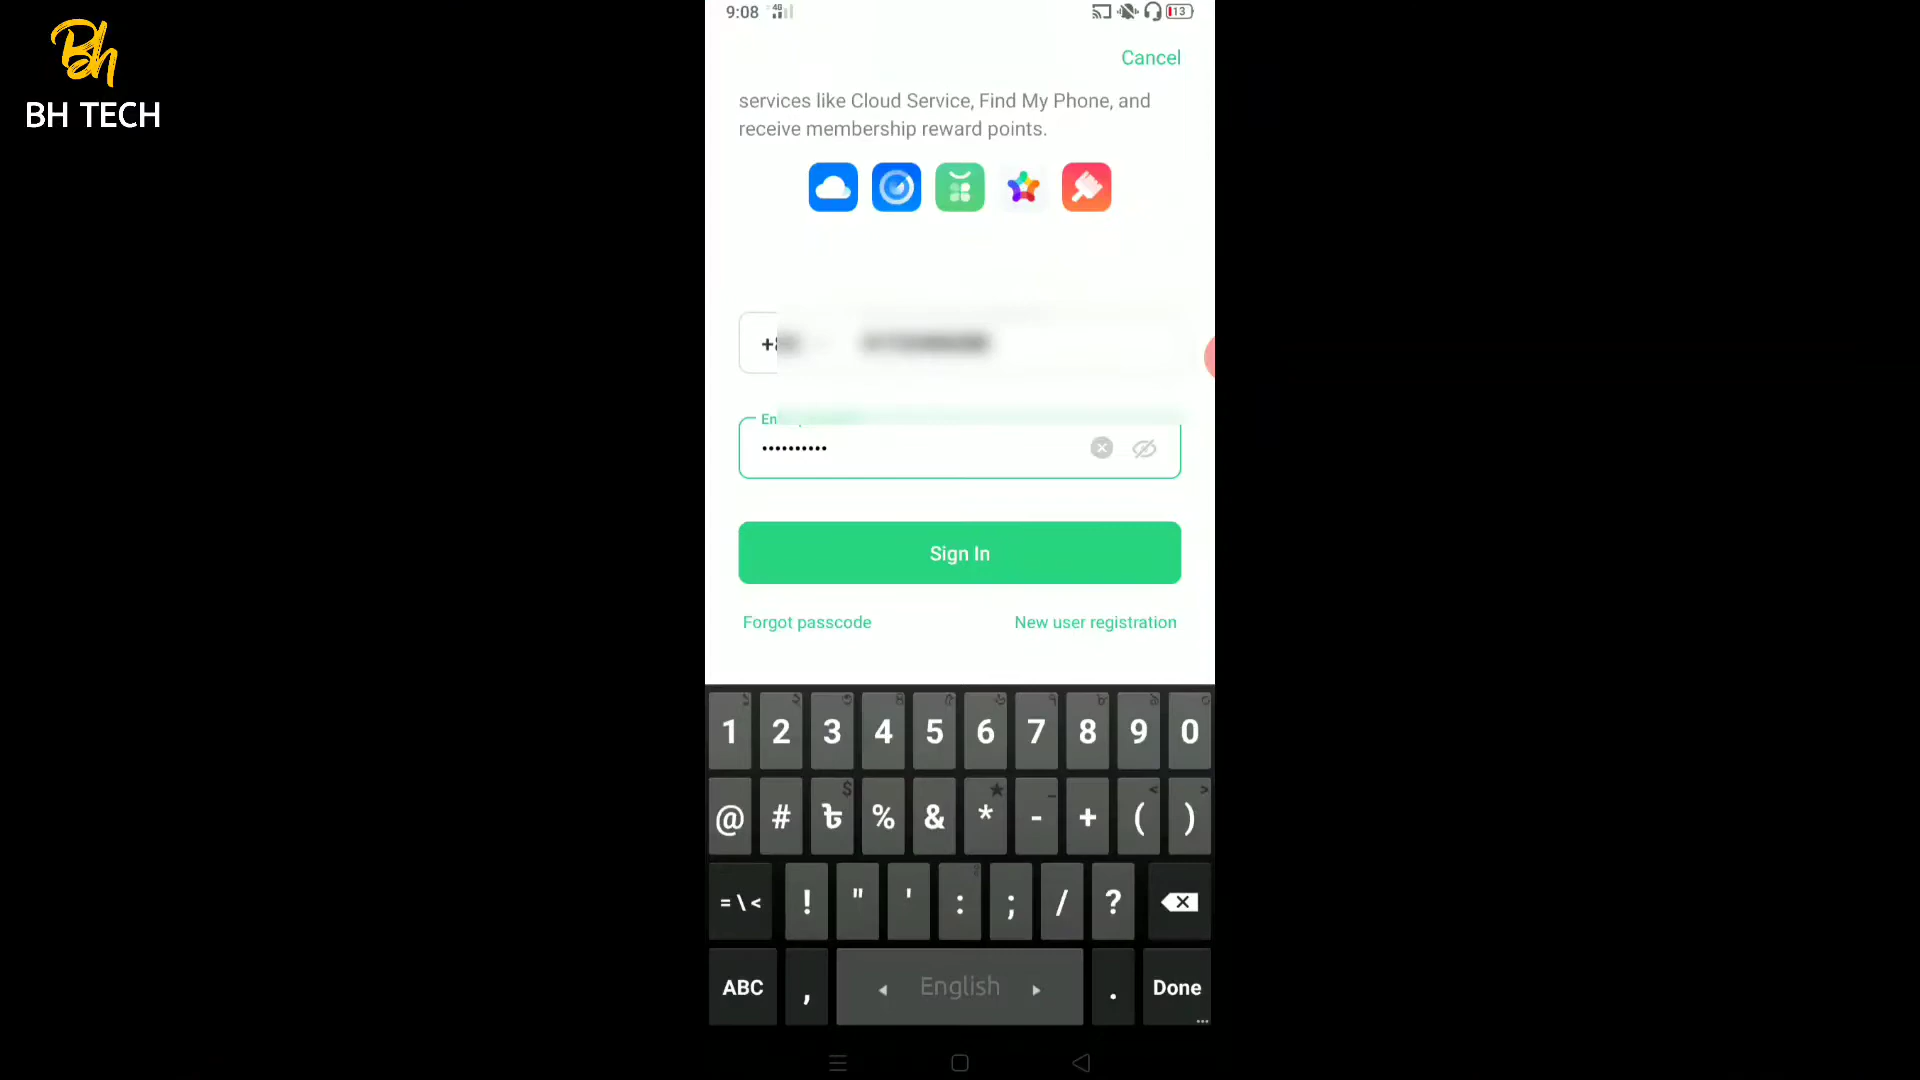 Bh
BH TECH
9:08 4G 13
Cancel
services like Cloud Service, Find My Phone, and
receive membership reward points.
••••••••••
Sign In
Forgot passcode
New user registration
1 2 3 4 5 6 7 8 9 0
@ # ৳ % & * - + ( )
= \ < ! " ' : ; / ?
ABC , English . Done